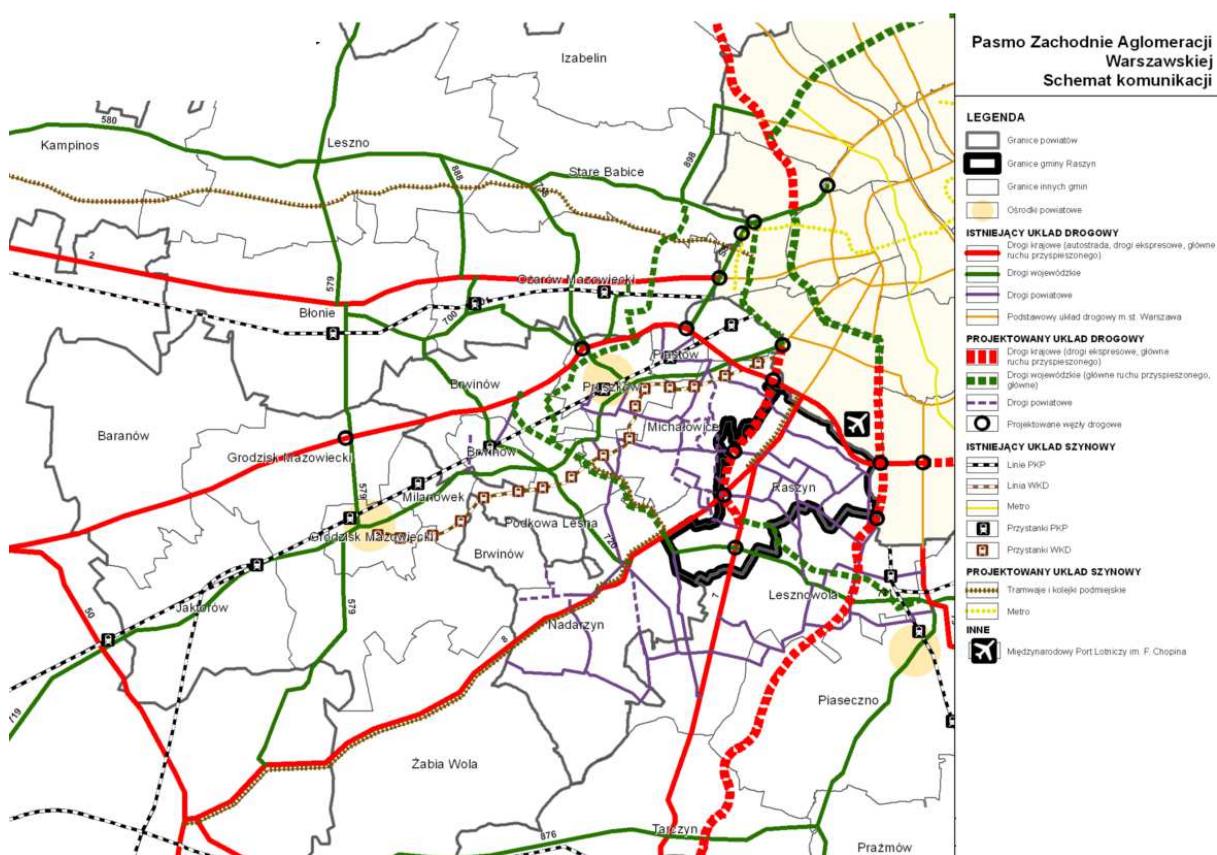 Pasmo Zachodnie Aglomeracji
Warszawskiej
Schemat komunikacji
LEGENDA
Granice powiatów
Granice gminy Raszyn
Granice innych gmin
Ośrodki powiatowe
ISTNIEJĄCY UKŁAD DROGOWY
Drogi krajowe (autostrada, drogi ekspresowe, główne
ruchu przyspieszonego)
Drogi wojewódzkie
Drogi powiatowe
Podstawowy układ drogowy m.st. Warszawa
PROJEKTOWANY UKŁAD DROGOWY
Drogi krajowe (drogi ekspresowe, główne
ruchu przyspieszonego)
Drogi wojewódzkie (główne ruchu przyspieszonego,
główne)
Drogi powiatowe
Projektowane węzły drogowe
ISTNIEJĄCY UKŁAD SZYNOWY
Linie PKP
Linia WKD
Metro
Przystanki PKP
Przystanki WKD
PROJEKTOWANY UKŁAD SZYNOWY
Tramwaje i kolejki podmiejskie
Metro
INNE
Międzynarodowy Port Lotniczy im. F. Chopina
Izabelin
580
Kampinos
Leszno
898
888
Stare Babice
2
579
Ożarów Mazowiecki
Błonie
700
Piastów
Brwinów
Pruszków
Baranów
Michałowice
Grodzisk Mazowiecki
Brwinów
579
Milanówek
Raszyn
Podkowa Leśna
Grodzisk Mazowiecki
720
Brwinów
50
Jaktorów
579
7
Lesznowola
Nadarzyn
8
Piaseczno
719
Żabia Wola
876
Tarczyn
Prażmów